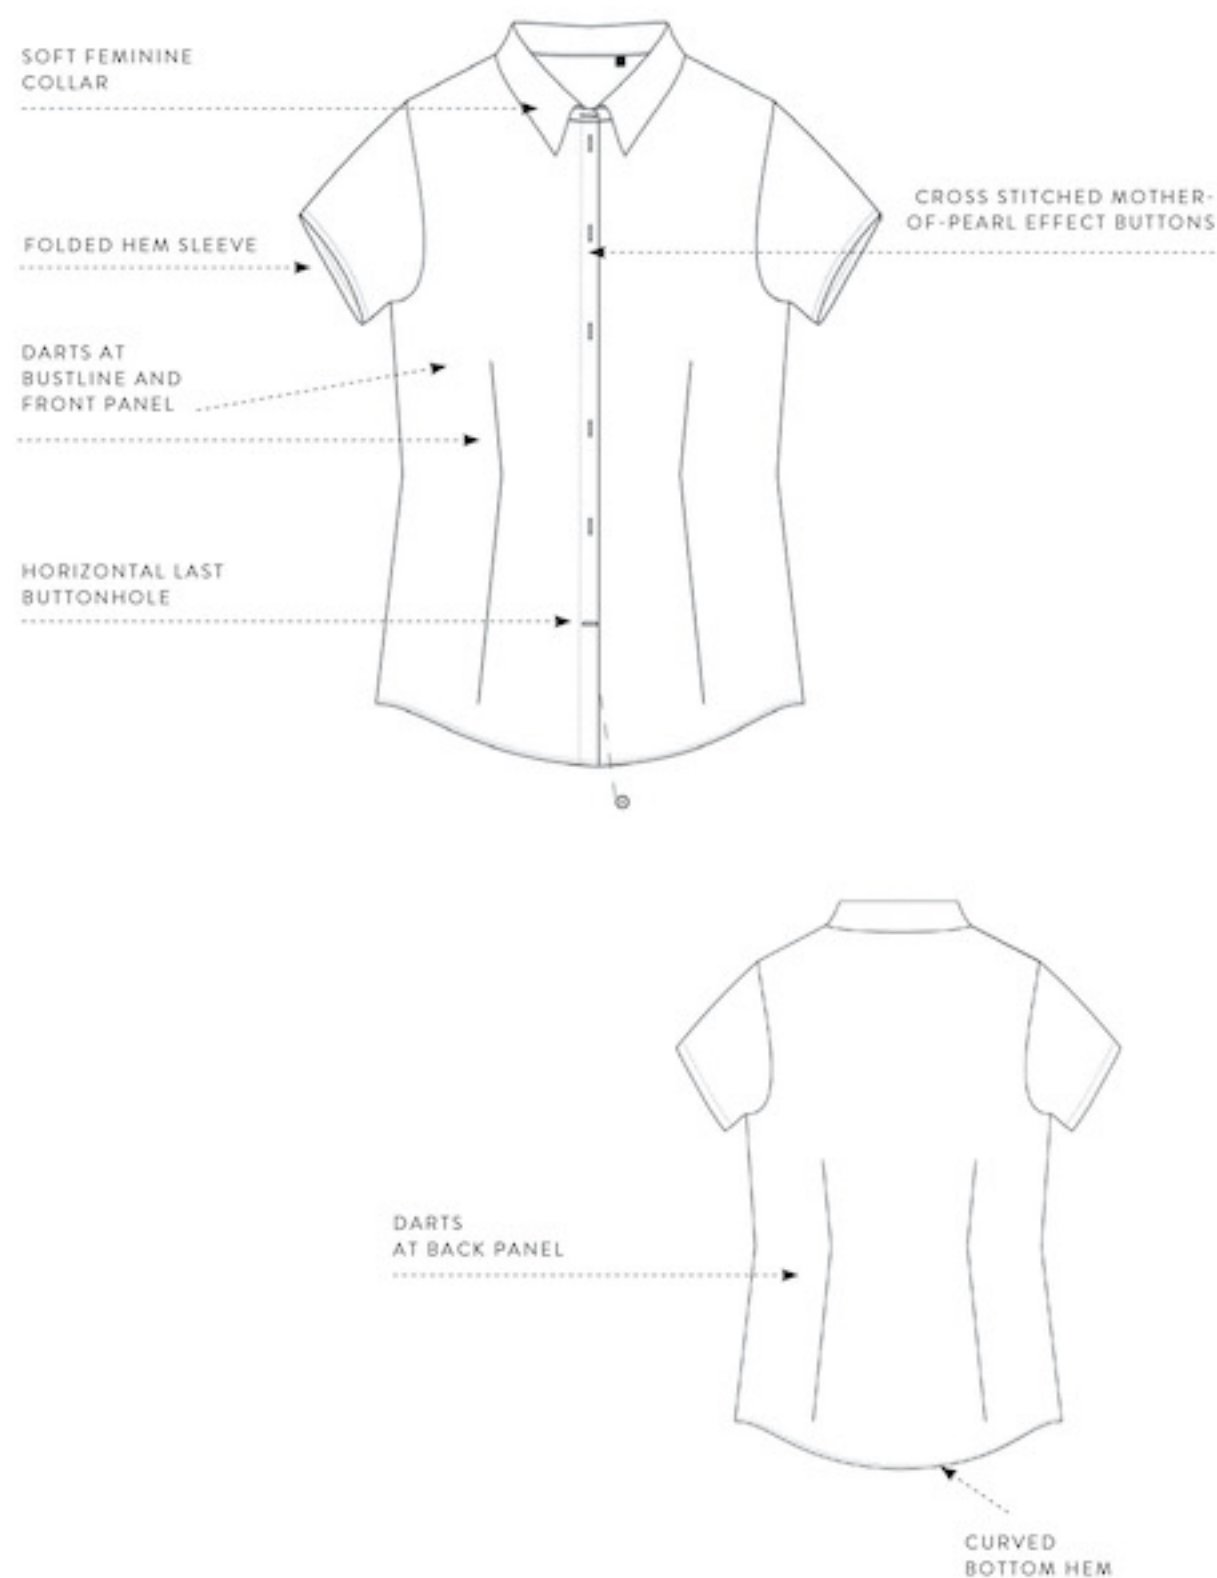 SOFT FEMININE
COLLAR
CROSS STITCHED MOTHER-
OF-PEARL EFFECT BUTTONS
FOLDED HEM SLEEVE
DARTS AT
BUSTLINE AND
FRONT PANEL
HORIZONTAL LAST
BUTTONHOLE
DARTS
AT BACK PANEL
CURVED
BOTTOM HEM